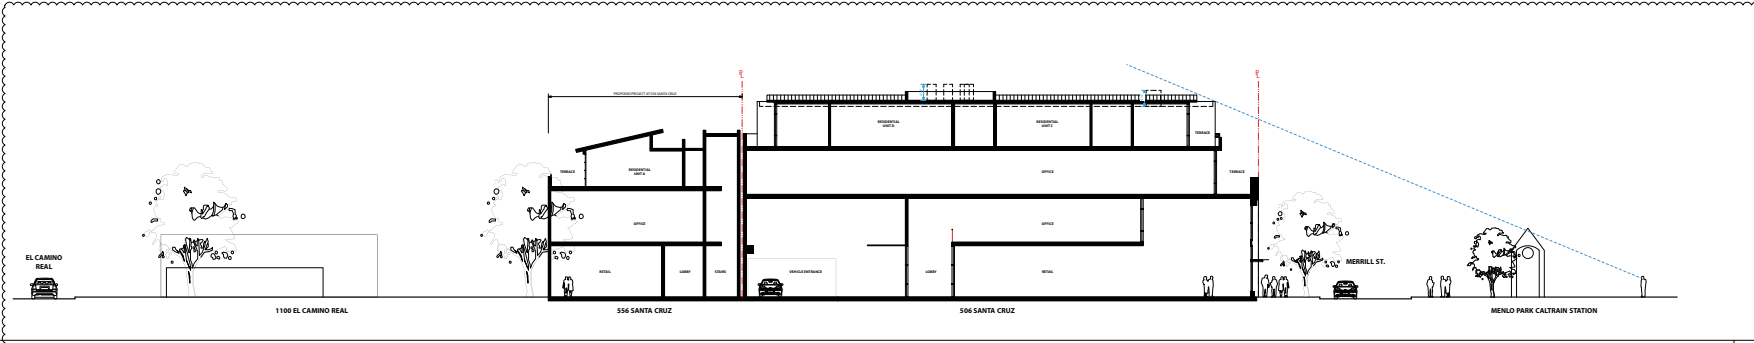 PROPOSED PROJECT AT 556 SANTA CRUZ
RESIDENTIAL
UNIT B
RESIDENTIAL
UNIT C
TERRACE
TERRACE
RESIDENTIAL
UNIT A
OFFICE
TERRACE
OFFICE
OFFICE
EL CAMINO
REAL
MERRILL ST.
RETAIL
LOBBY
STAIRS
VEHICLE ENTRANCE
LOBBY
RETAIL
1100 EL CAMINO REAL
556 SANTA CRUZ
506 SANTA CRUZ
MENLO PARK CALTRAIN STATION